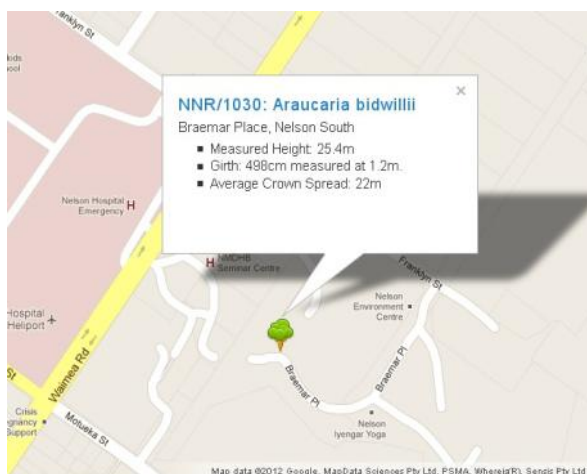 Franklyn St
kids
ool
×
NNR/1030: Araucaria bidwillii
Braemar Place, Nelson South
Measured Height: 25.4m
Girth: 498cm measured at 1.2m.
Average Crown Spread: 22m
Nelson Hospital
Emergency
H
H
NMDHB
Seminar Centre
Franklyn St
Nelson
Environment
Centre
Hospital
Heliport
Waimea Rd
Braemar Pl
Braemar Pl
St
Crisis
gnancy
Support
Motueka St
Nelson
Iyengar Yoga
Map data ©2012 Google, MapData Sciences Pty Ltd, PSMA, Whereis(R), Sensis Pty Ltd